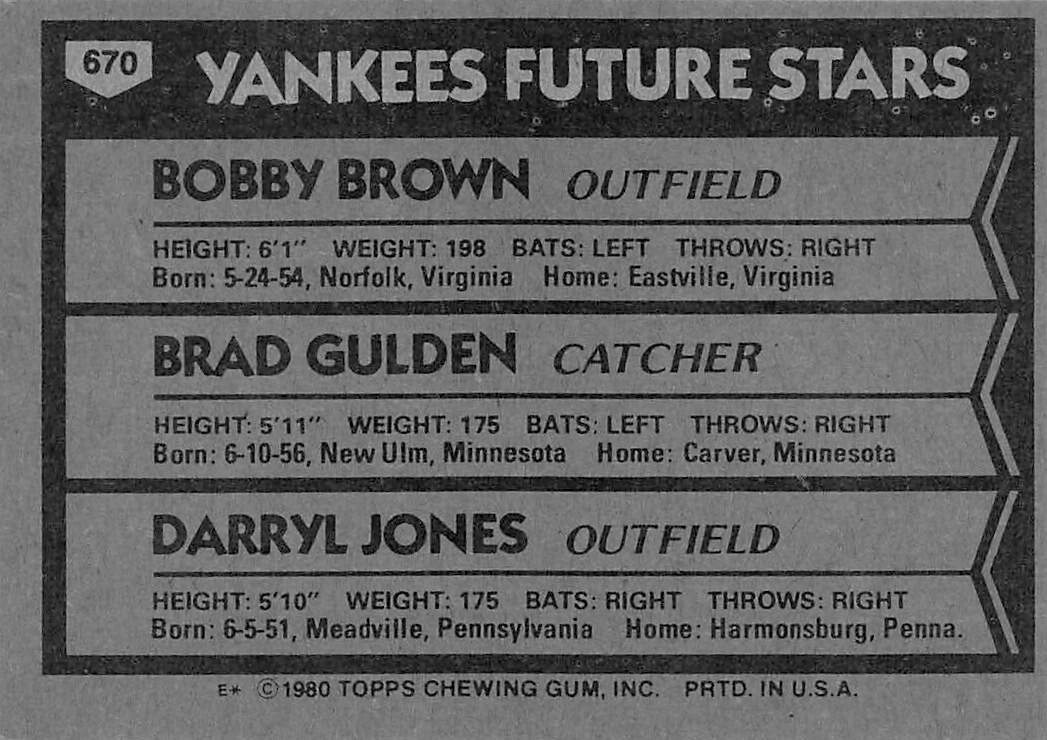 670
YANKEES FUTURE STARS
BOBBY BROWN OUTFIELD
HEIGHT: 6'1" WEIGHT: 198 BATS: LEFT THROWS: RIGHT
Born: 5-24-54, Norfolk, Virginia Home: Eastville, Virginia
BRAD GULDEN CATCHER
HEIGHT: 5'11" WEIGHT: 175 BATS: LEFT THROWS: RIGHT
Born: 6-10-56, New Ulm, Minnesota Home: Carver, Minnesota
DARRYL JONES OUTFIELD
HEIGHT: 5'10" WEIGHT: 175 BATS: RIGHT THROWS: RIGHT
Born: 6-5-51, Meadville, Pennsylvania Home: Harmonsburg, Penna.
E* ©1980 TOPPS CHEWING GUM, INC. PRTD. IN U.S.A.